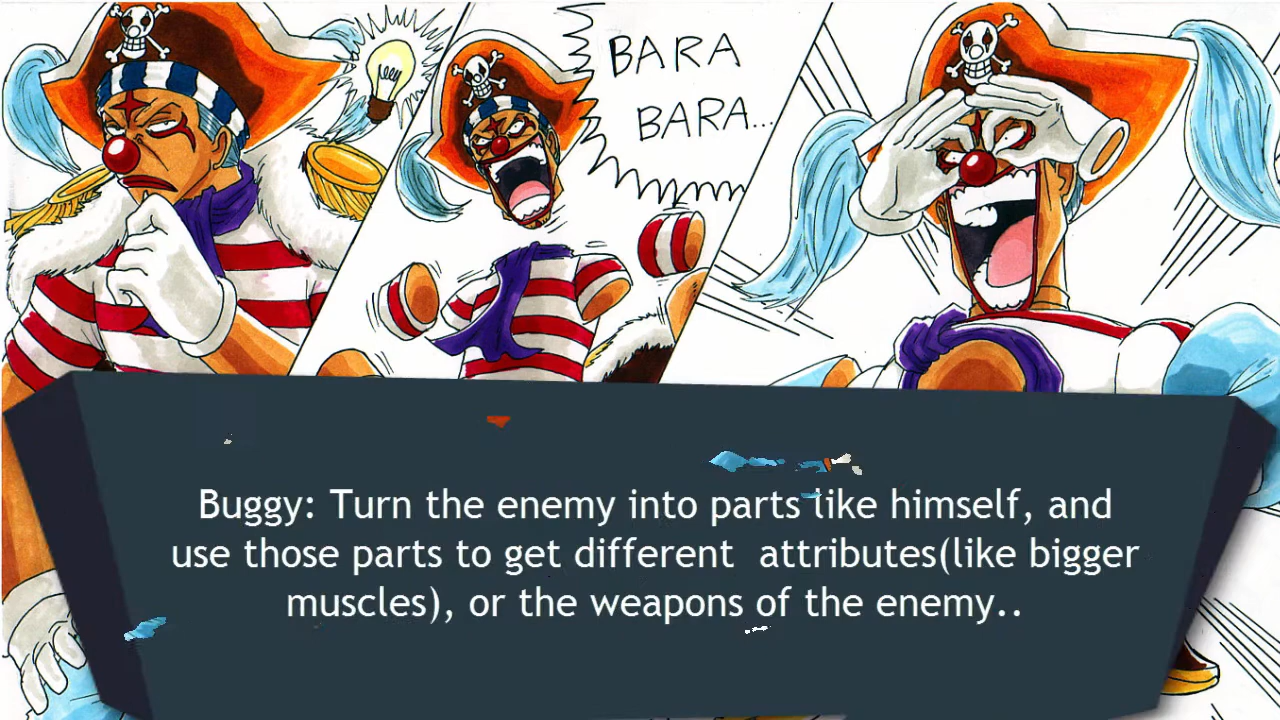 BARA
BARA...
Buggy: Turn the enemy into parts like himself, and
use those parts to get different  attributes(like bigger
muscles), or the weapons of the enemy..